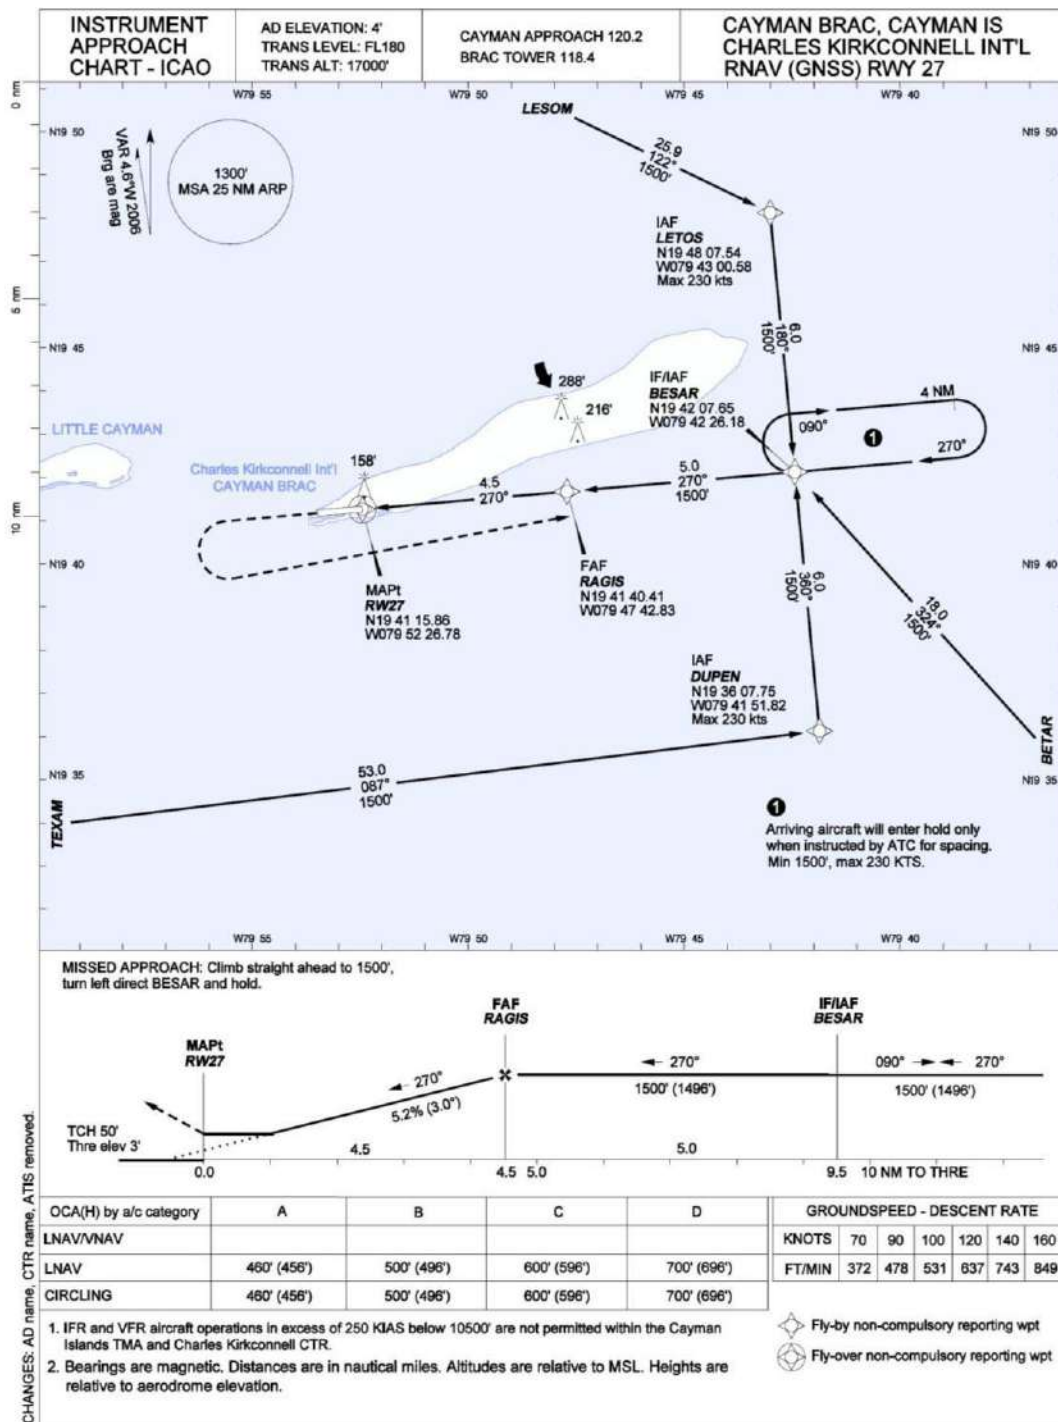 INSTRUMENT
APPROACH
CHART - ICAO
AD ELEVATION: 4'
TRANS LEVEL: FL180
TRANS ALT: 17000'
CAYMAN APPROACH 120.2
BRAC TOWER 118.4
CAYMAN BRAC, CAYMAN IS
CHARLES KIRKCONNELL INT'L
RNAV (GNSS) RWY 27
0 nm
5 nm
10 nm
W79 55
W79 50
W79 45
W79 40
N19 50
N19 50
VAR 4.6°W 2006
Brg are mag
1300'
MSA 25 NM ARP
LESOM
25.9
122°
1500'
IAF
LETOS
N19 48 07.54
W079 43 00.58
Max 230 kts
6.0
180°
1500'
N19 45
N19 45
288'
216'
IF/IAF
BESAR
N19 42 07.65
W079 42 26.18
4 NM
090°
1
270°
LITTLE CAYMAN
158'
Charles Kirkconnell Int'l
CAYMAN BRAC
4.5
270°
5.0
270°
1500'
N19 40
N19 40
MAPt
RW27
N19 41 15.86
W079 52 26.78
FAF
RAGIS
N19 41 40.41
W079 47 42.83
6.0
360°
1500'
18.0
324°
1500'
IAF
DUPEN
N19 36 07.75
W079 41 51.82
Max 230 kts
BETAR
N19 35
N19 35
53.0
087°
1500'
TEXAM
1
Arriving aircraft will enter hold only
when instructed by ATC for spacing.
Min 1500', max 230 KTS.
W79 55
W79 50
W79 45
W79 40
MISSED APPROACH: Climb straight ahead to 1500',
turn left direct BESAR and hold.
MAPt
RW27
FAF
RAGIS
IF/IAF
BESAR
270°
5.2% (3.0°)
270°
1500' (1496')
090°
270°
1500' (1496')
TCH 50'
Thre elev 3'
4.5
5.0
0.0
4.5
5.0
9.5
10 NM TO THRE
OCA(H) by a/c category A B C D
LNAV/VNAV
LNAV 460' (456') 500' (496') 600' (596') 700' (696')
CIRCLING 460' (456') 500' (496') 600' (596') 700' (696')
GROUNDSPEED - DESCENT RATE
KNOTS 70 90 100 120 140 160
FT/MIN 372 478 531 637 743 849
1. IFR and VFR aircraft operations in excess of 250 KIAS below 10500' are not permitted within the Cayman
Islands TMA and Charles Kirkconnell CTR.
2. Bearings are magnetic. Distances are in nautical miles. Altitudes are relative to MSL. Heights are
relative to aerodrome elevation.
Fly-by non-compulsory reporting wpt
Fly-over non-compulsory reporting wpt
CHANGES: AD name, CTR name, ATIS removed.